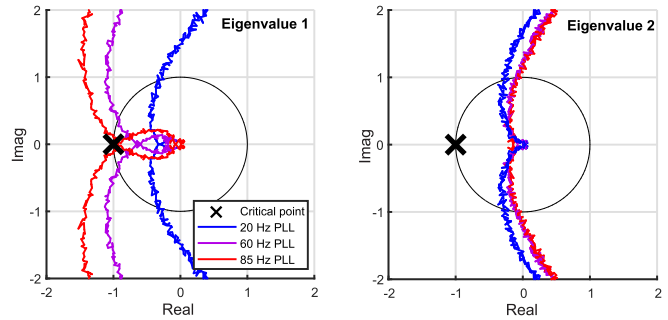 Eigenvalue 1
2
1
0
-1
-2
Imag
-2
-1
0
1
2
Real
Critical point
20 Hz PLL
60 Hz PLL
85 Hz PLL
Eigenvalue 2
2
1
0
-1
-2
Imag
-2
-1
0
1
2
Real